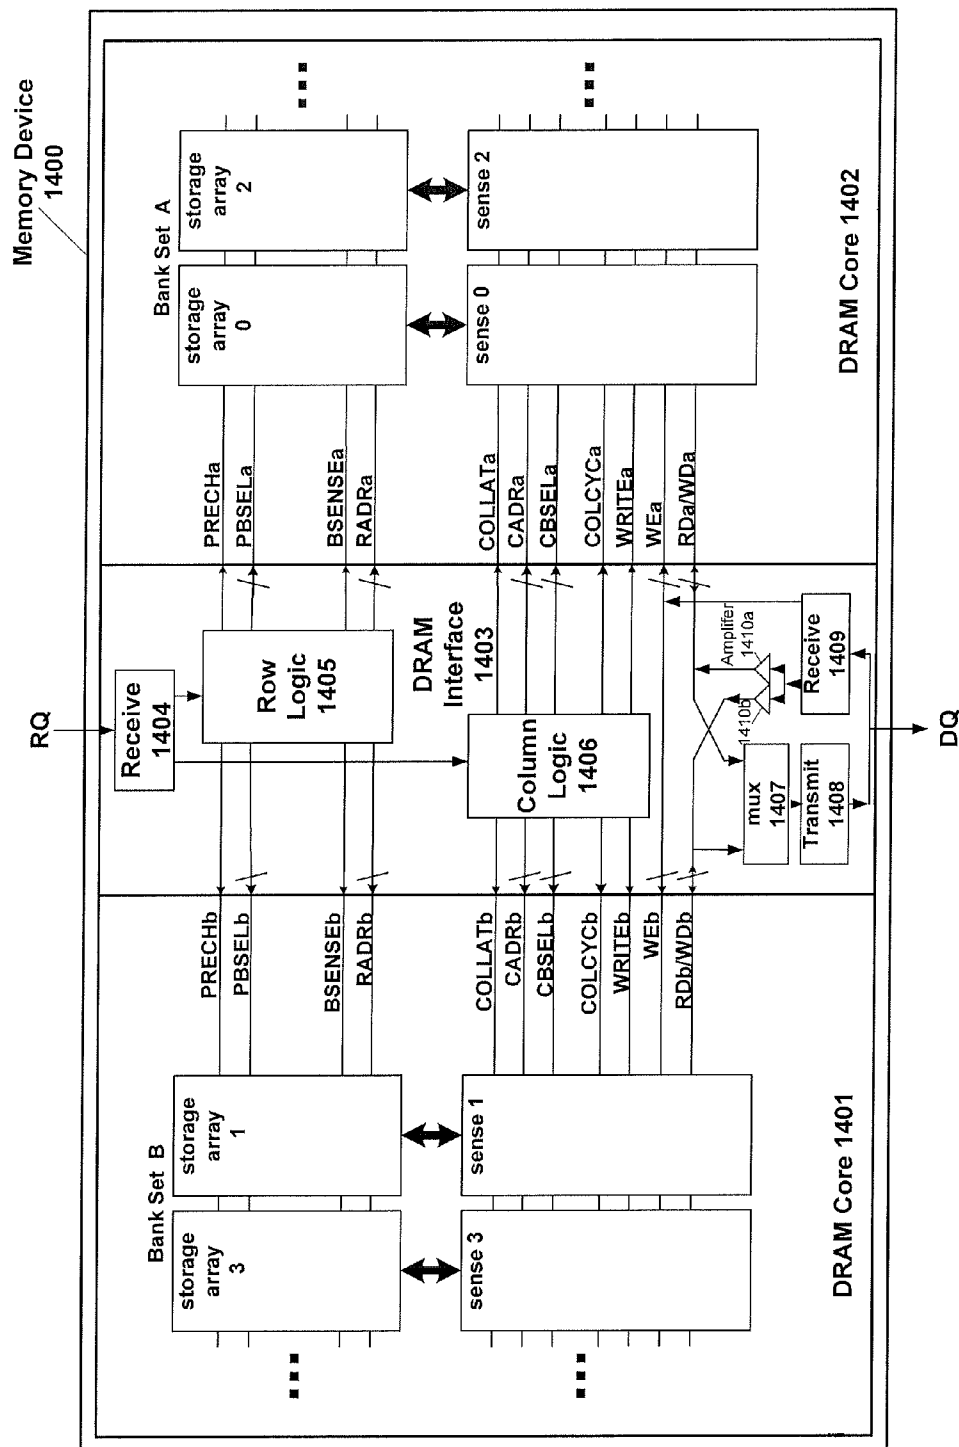 Memory Device
1400
RQ
DQ
Bank Set B
storage
array
3
storage
array
1
sense 3
sense 1
DRAM Core 1401
PRECHb
PBSELb
BSENSEb
RADRb
COLLATb
CADRb
CBSELb
COLCYCb
WRITEb
WEb
RDb/WDb
Receive
1404
Row
Logic
1405
DRAM
Interface
1403
Column
Logic
1406
mux
1407
Transmit
1408
Amplifer
1410a
1410b
Receive
1409
PRECHa
PBSELa
BSENSEa
RADRa
COLLATa
CADRa
CBSELa
COLCYCa
WRITEa
WEa
RDa/WDa
Bank Set A
storage
array
0
storage
array
2
sense 0
sense 2
DRAM Core 1402